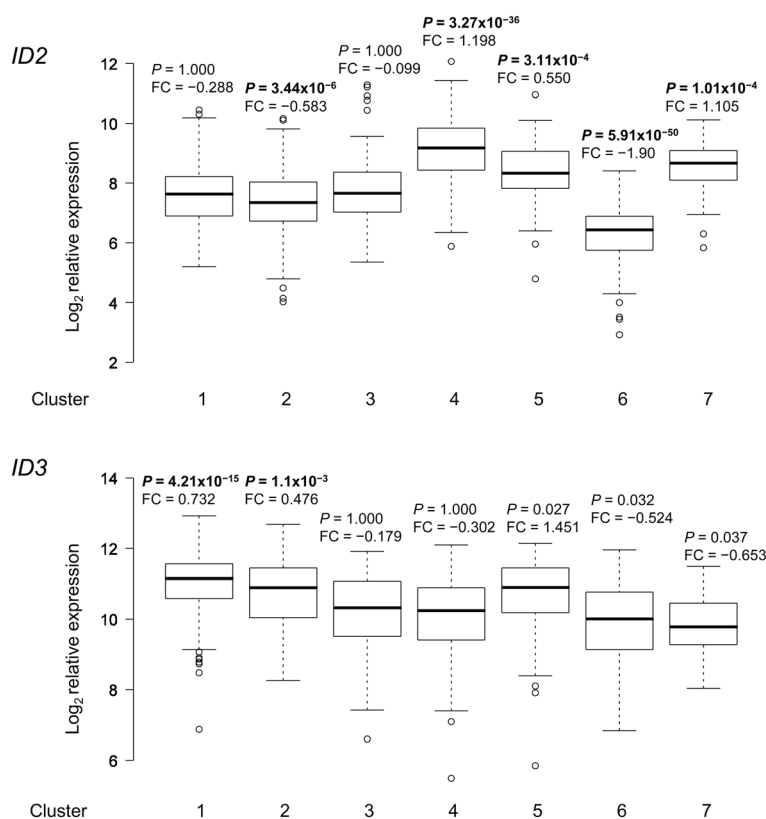 ID2
P = 1.000
FC = −0.288
P = 3.44x10−6
FC = −0.583
P = 1.000
FC = −0.099
P = 3.27x10−36
FC = 1.198
P = 3.11x10−4
FC = 0.550
P = 5.91x10−50
FC = −1.90
P = 1.01x10−4
FC = 1.105
Log2 relative expression
12
10
8
6
4
2
Cluster 1 2 3 4 5 6 7
ID3
P = 4.21x10−15
FC = 0.732
P = 1.1x10−3
FC = 0.476
P = 1.000
FC = −0.179
P = 1.000
FC = −0.302
P = 0.027
FC = 1.451
P = 0.032
FC = −0.524
P = 0.037
FC = −0.653
Log2 relative expression
14
12
10
8
6
Cluster 1 2 3 4 5 6 7